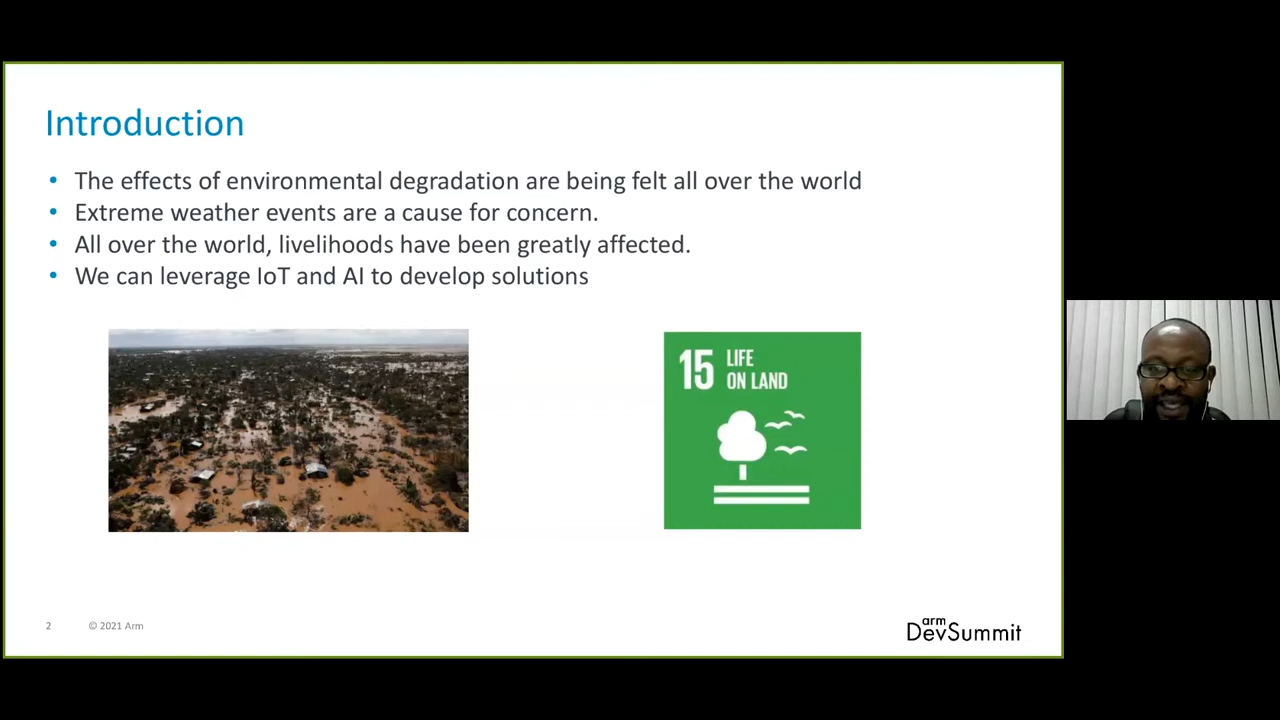 Introduction
• The effects of environmental degradation are being felt all over the world
• Extreme weather events are a cause for concern.
• All over the world, livelihoods have been greatly affected.
• We can leverage IoT and AI to develop solutions
15 LIFE
ON LAND
2 © 2021 Arm
arm
DevSummit